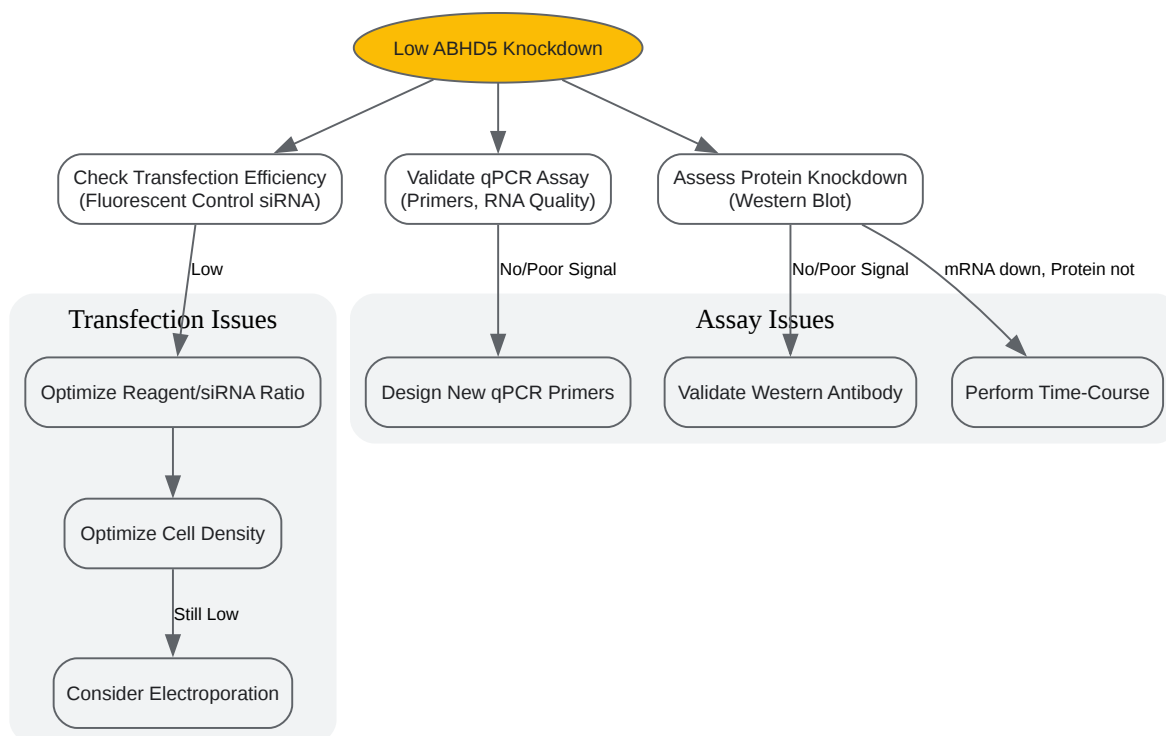 Low ABHD5 Knockdown
Check Transfection Efficiency
(Fluorescent Control siRNA)
Validate qPCR Assay
(Primers, RNA Quality)
Assess Protein Knockdown
(Western Blot)
Low
No/Poor Signal
No/Poor Signal
mRNA down, Protein not
Transfection Issues
Assay Issues
Optimize Reagent/siRNA Ratio
Design New qPCR Primers
Validate Western Antibody
Perform Time-Course
Optimize Cell Density
Still Low
Consider Electroporation